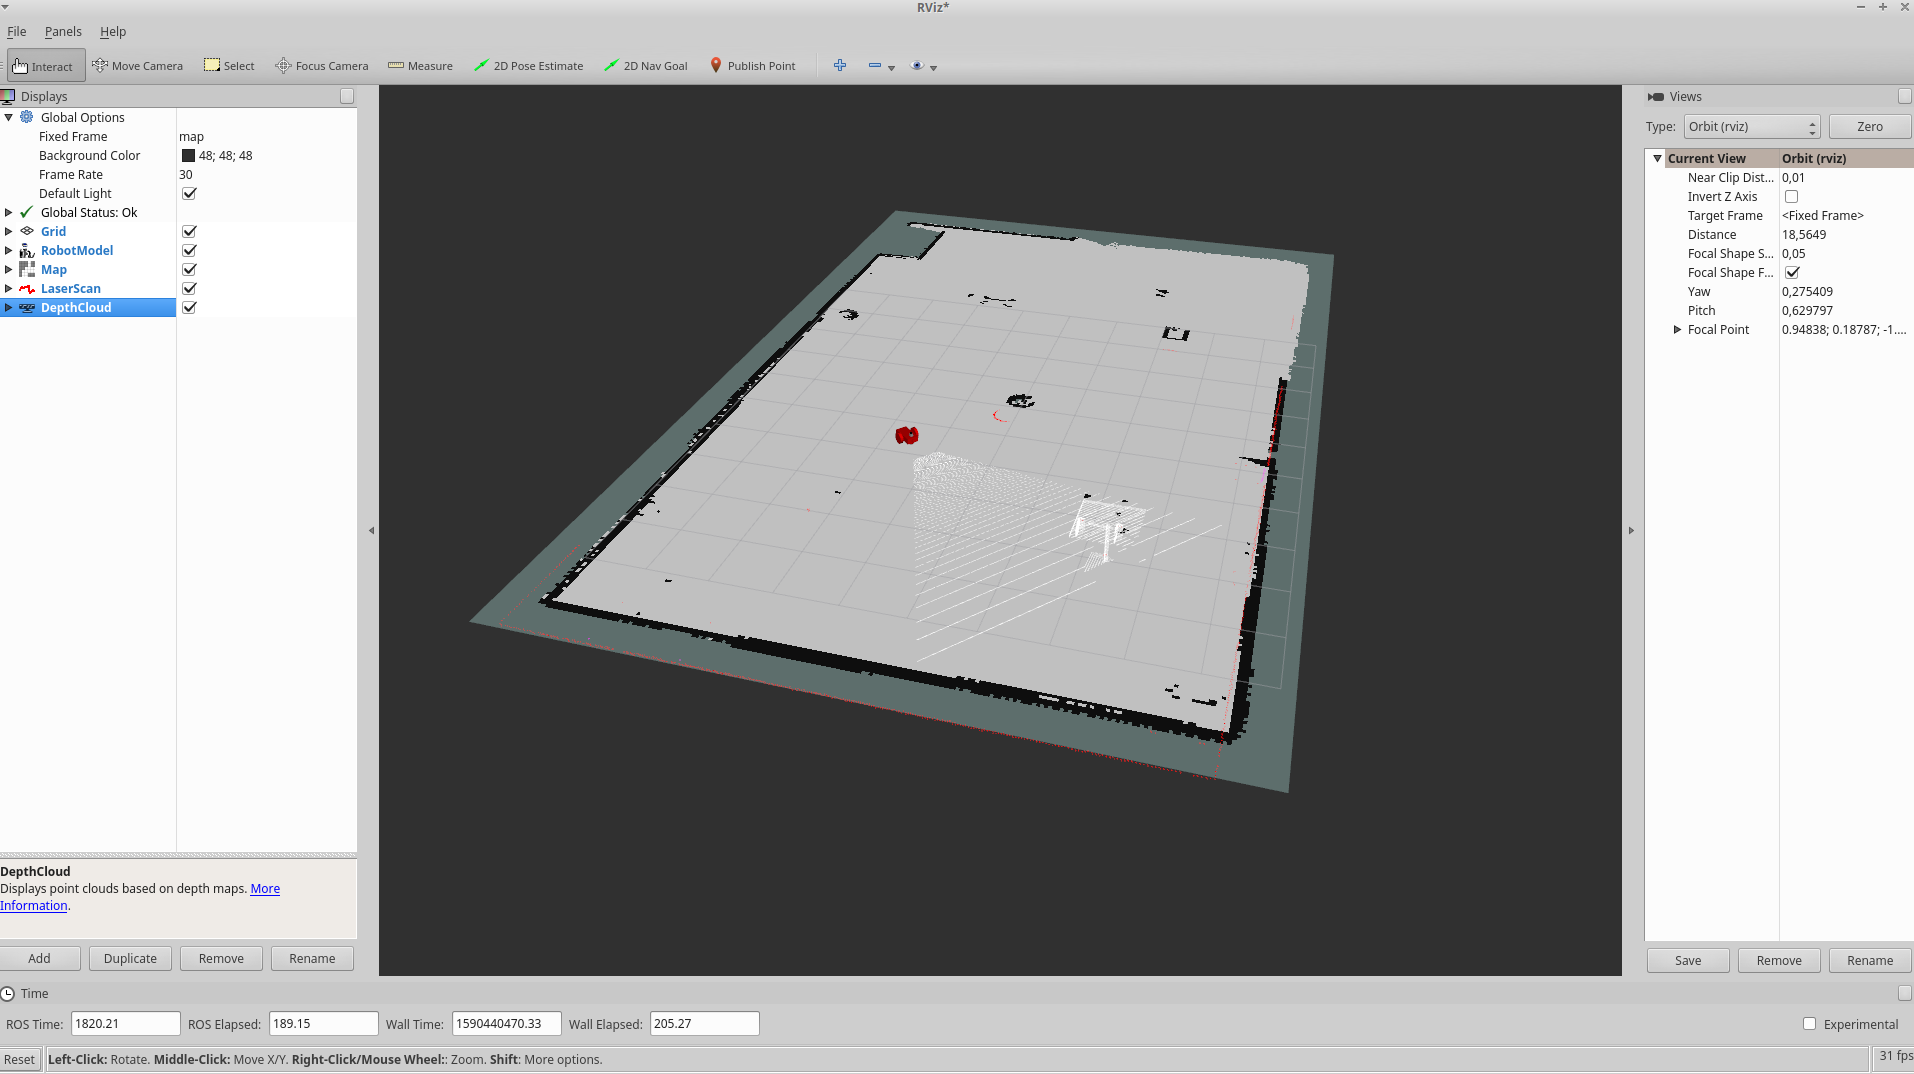 RViz*
File Panels Help
Interact Move Camera Select Focus Camera Measure 2D Pose Estimate 2D Nav Goal Publish Point
Displays
Global Options
Fixed Frame map
Background Color 48; 48; 48
Frame Rate 30
Default Light
Global Status: Ok
Grid
RobotModel
Map
LaserScan
DepthCloud
DepthCloud
Displays point clouds based on depth maps. More
Information.
Add Duplicate Remove Rename
Views
Type: Orbit (rviz) Zero
Current View Orbit (rviz)
Near Clip Dist... 0,01
Invert Z Axis
Target Frame <Fixed Frame>
Distance 18,5649
Focal Shape S... 0,05
Focal Shape F...
Yaw 0,275409
Pitch 0,629797
Focal Point 0.94838; 0.18787; -1....
Save Remove Rename
Time
ROS Time: 1820.21 ROS Elapsed: 189.15 Wall Time: 1590440470.33 Wall Elapsed: 205.27 Experimental
Reset Left-Click: Rotate. Middle-Click: Move X/Y. Right-Click/Mouse Wheel:: Zoom. Shift: More options. 31 fps